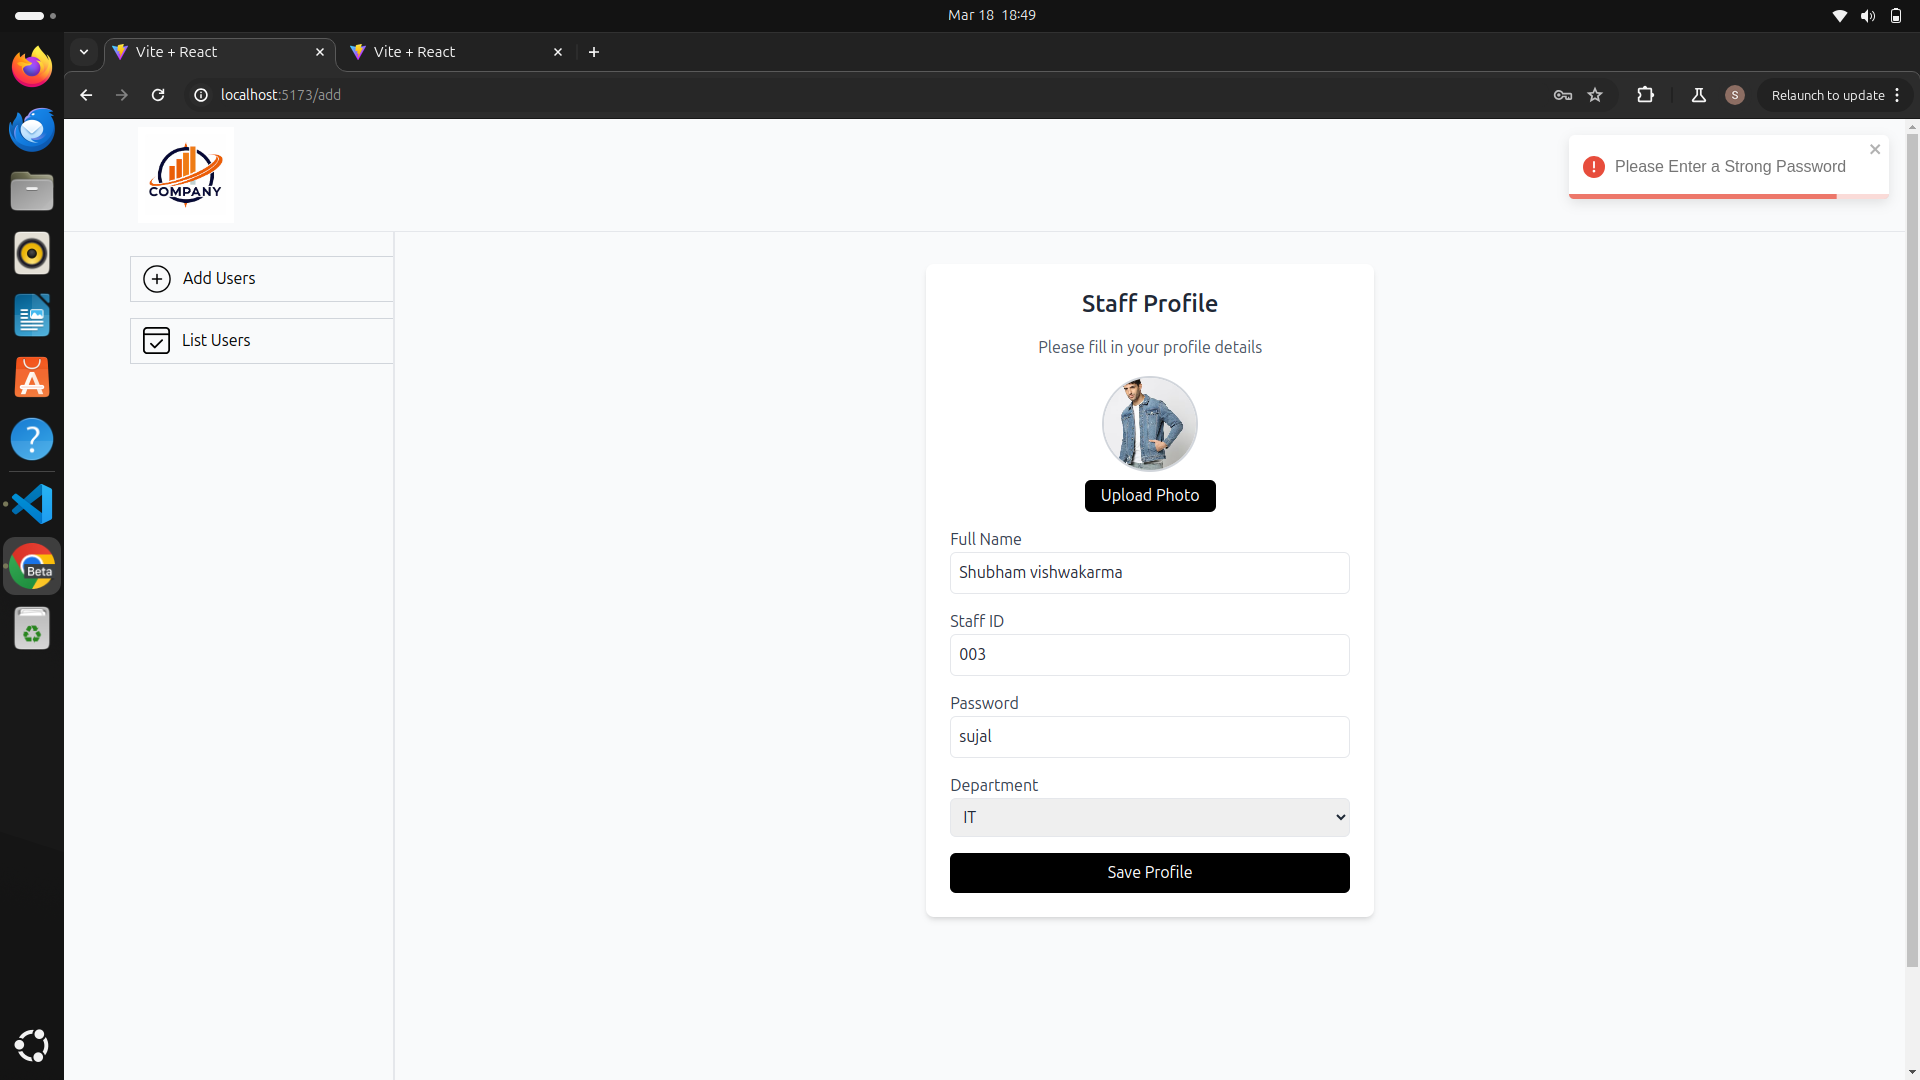 Mar 18 18:49
Vite + React
Vite + React
localhost:5173/add
S
Relaunch to update
COMPANY
Please Enter a Strong Password
Add Users
List Users
Staff Profile
Please fill in your profile details
Upload Photo
Full Name
Shubham vishwakarma
Staff ID
003
Password
sujal
Department
IT
Save Profile
Beta